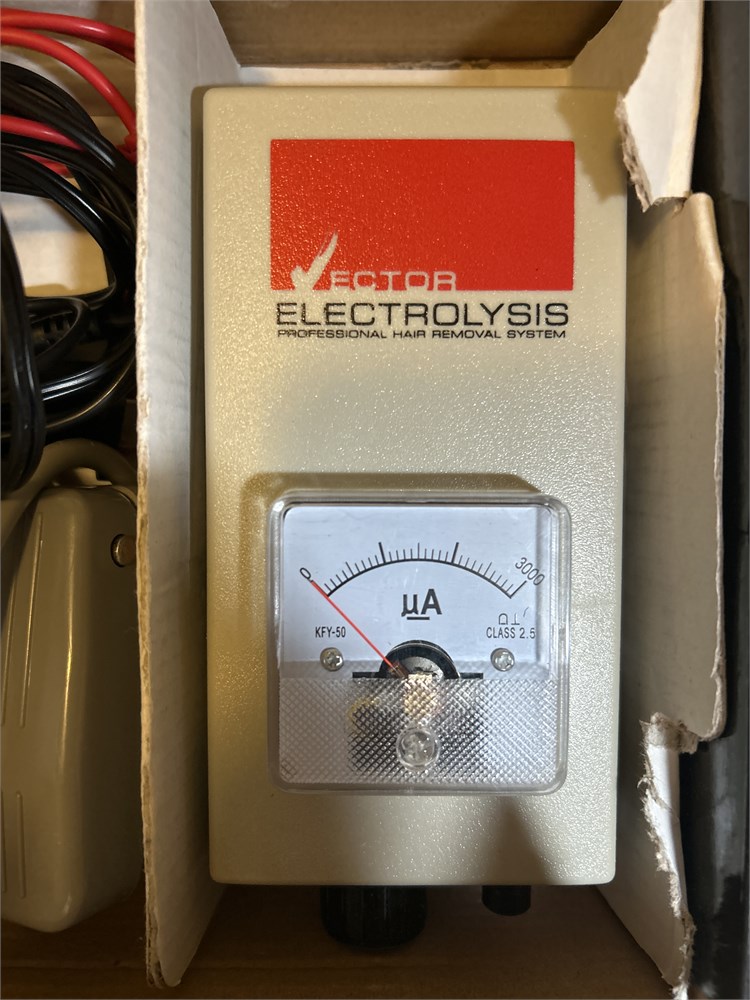 VECTOR
ELECTROLYSIS
PROFESSIONAL HAIR REMOVAL SYSTEM
0
3000
µA
KFY-50
CLASS 2.5